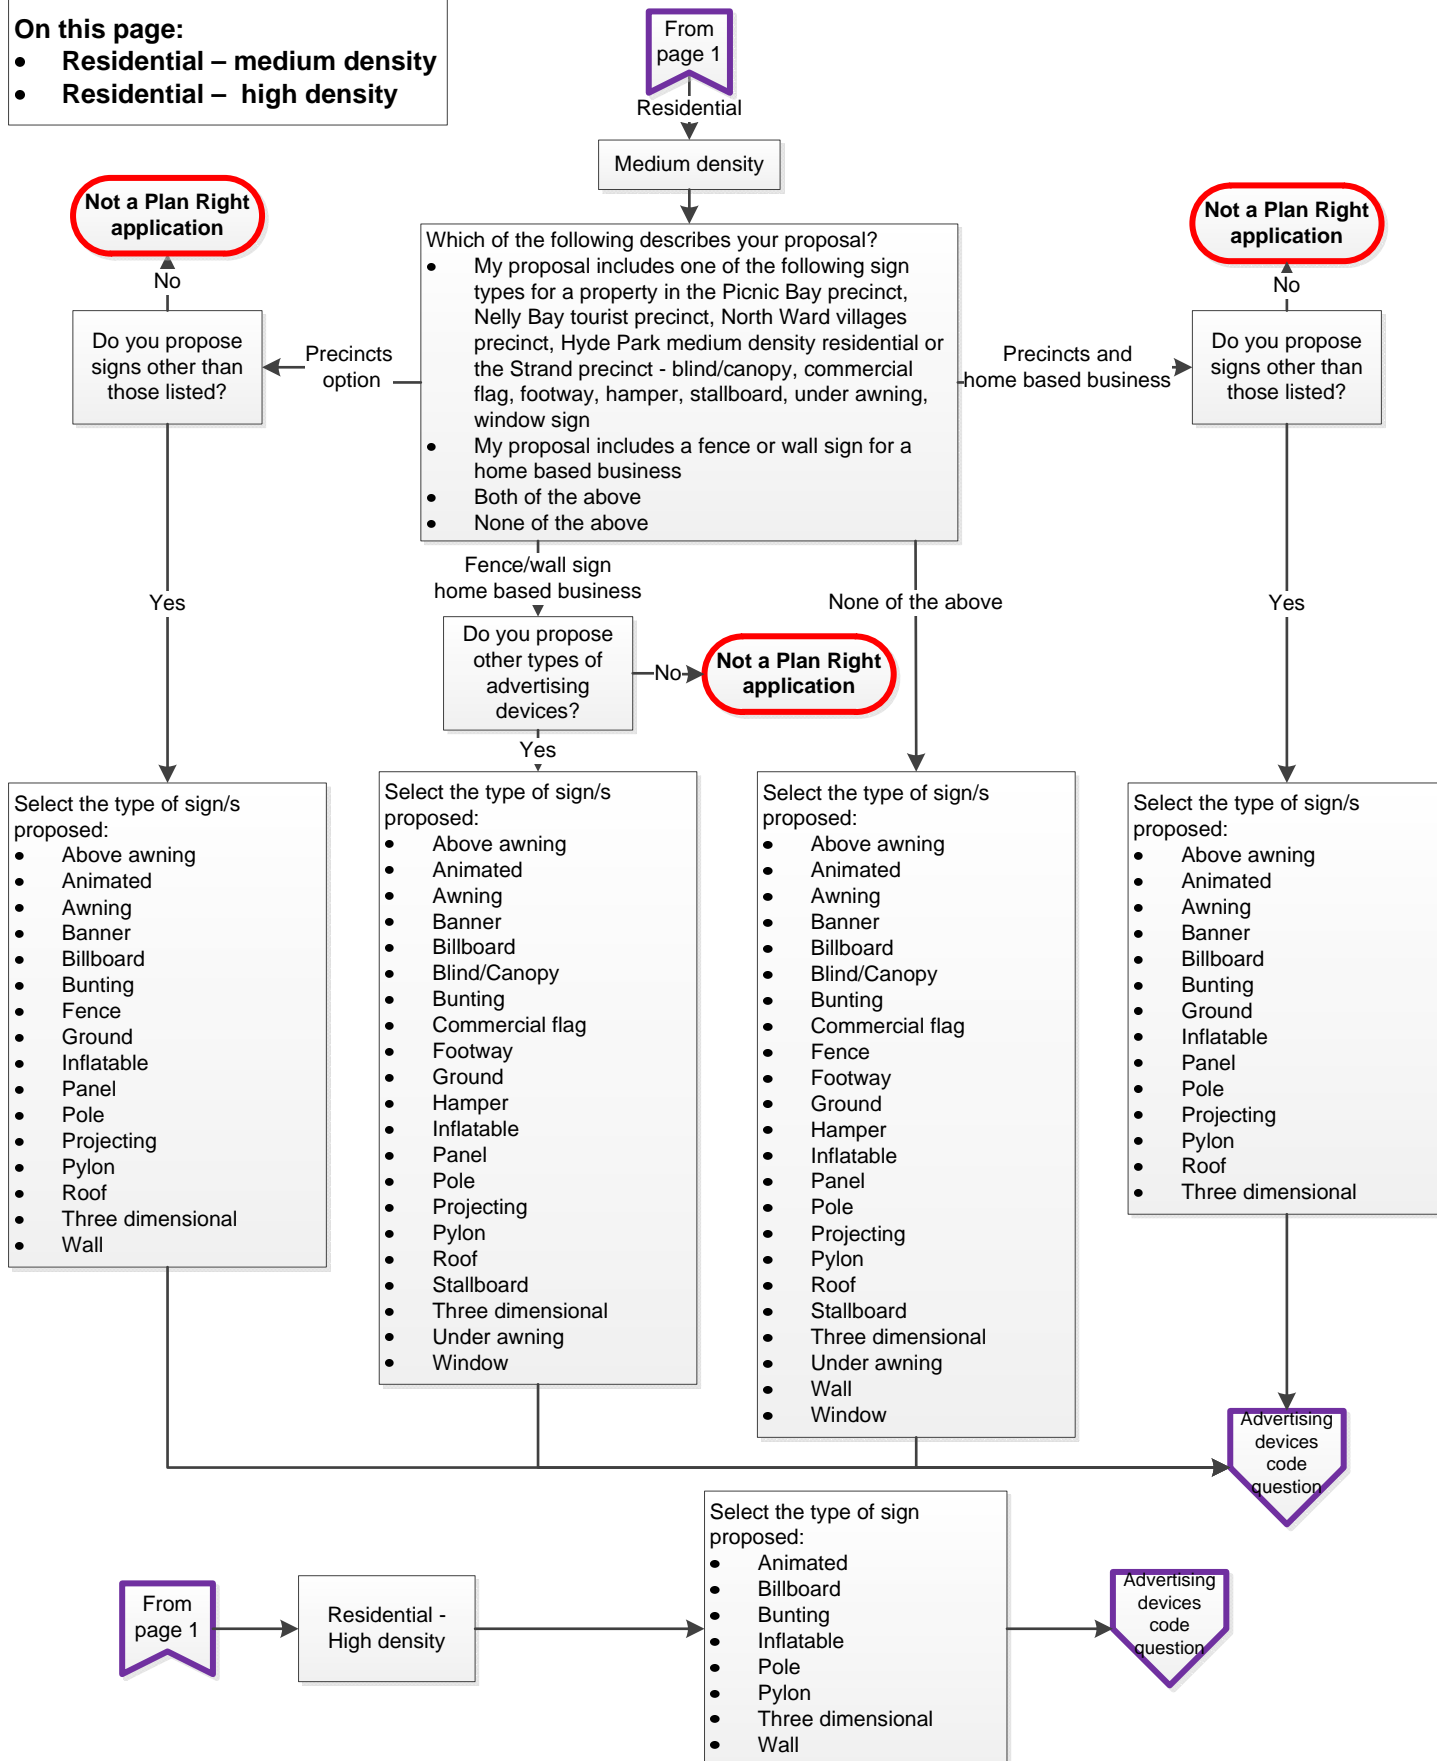 On this page:
• Residential – medium density
• Residential – high density
From
page 1
Residential
Medium density
Not a Plan Right
application
No
Do you propose
signs other than
those listed?
Precincts
option
Which of the following describes your proposal?
• My proposal includes one of the following sign
types for a property in the Picnic Bay precinct,
Nelly Bay tourist precinct, North Ward villages
precinct, Hyde Park medium density residential or
the Strand precinct - blind/canopy, commercial
flag, footway, hamper, stallboard, under awning,
window sign
• My proposal includes a fence or wall sign for a
home based business
• Both of the above
• None of the above
Precincts and
home based business
Not a Plan Right
application
No
Do you propose
signs other than
those listed?
Yes
Fence/wall sign
home based business
Do you propose
other types of
advertising
devices?
No
Not a Plan Right
application
Yes
None of the above
Yes
Select the type of sign/s
proposed:
• Above awning
• Animated
• Awning
• Banner
• Billboard
• Bunting
• Fence
• Ground
• Inflatable
• Panel
• Pole
• Projecting
• Pylon
• Roof
• Three dimensional
• Wall
Select the type of sign/s
proposed:
• Above awning
• Animated
• Awning
• Banner
• Billboard
• Blind/Canopy
• Bunting
• Commercial flag
• Footway
• Ground
• Hamper
• Inflatable
• Panel
• Pole
• Projecting
• Pylon
• Roof
• Stallboard
• Three dimensional
• Under awning
• Window
Select the type of sign/s
proposed:
• Above awning
• Animated
• Awning
• Banner
• Billboard
• Blind/Canopy
• Bunting
• Commercial flag
• Fence
• Footway
• Ground
• Hamper
• Inflatable
• Panel
• Pole
• Projecting
• Pylon
• Roof
• Stallboard
• Three dimensional
• Under awning
• Wall
• Window
Select the type of sign/s
proposed:
• Above awning
• Animated
• Awning
• Banner
• Billboard
• Bunting
• Ground
• Inflatable
• Panel
• Pole
• Projecting
• Pylon
• Roof
• Three dimensional
Advertising
devices
code
question
From
page 1
Residential -
High density
Select the type of sign
proposed:
• Animated
• Billboard
• Bunting
• Inflatable
• Pole
• Pylon
• Three dimensional
• Wall
Advertising
devices
code
question